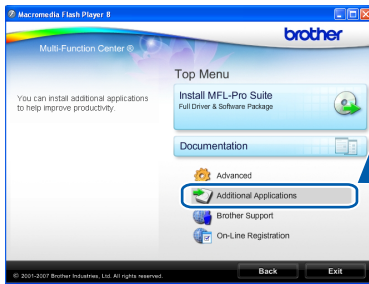 Macromedia Flash Player 8
brother
Multi-Function Center ®
Top Menu
You can install additional applications
to help improve productivity.
Install MFL-Pro Suite
Full Driver & Software Package
Documentation
Advanced
Additional Applications
Brother Support
On-Line Registration
© 2001-2007 Brother Industries, Ltd. All rights reserved.
Back
Exit